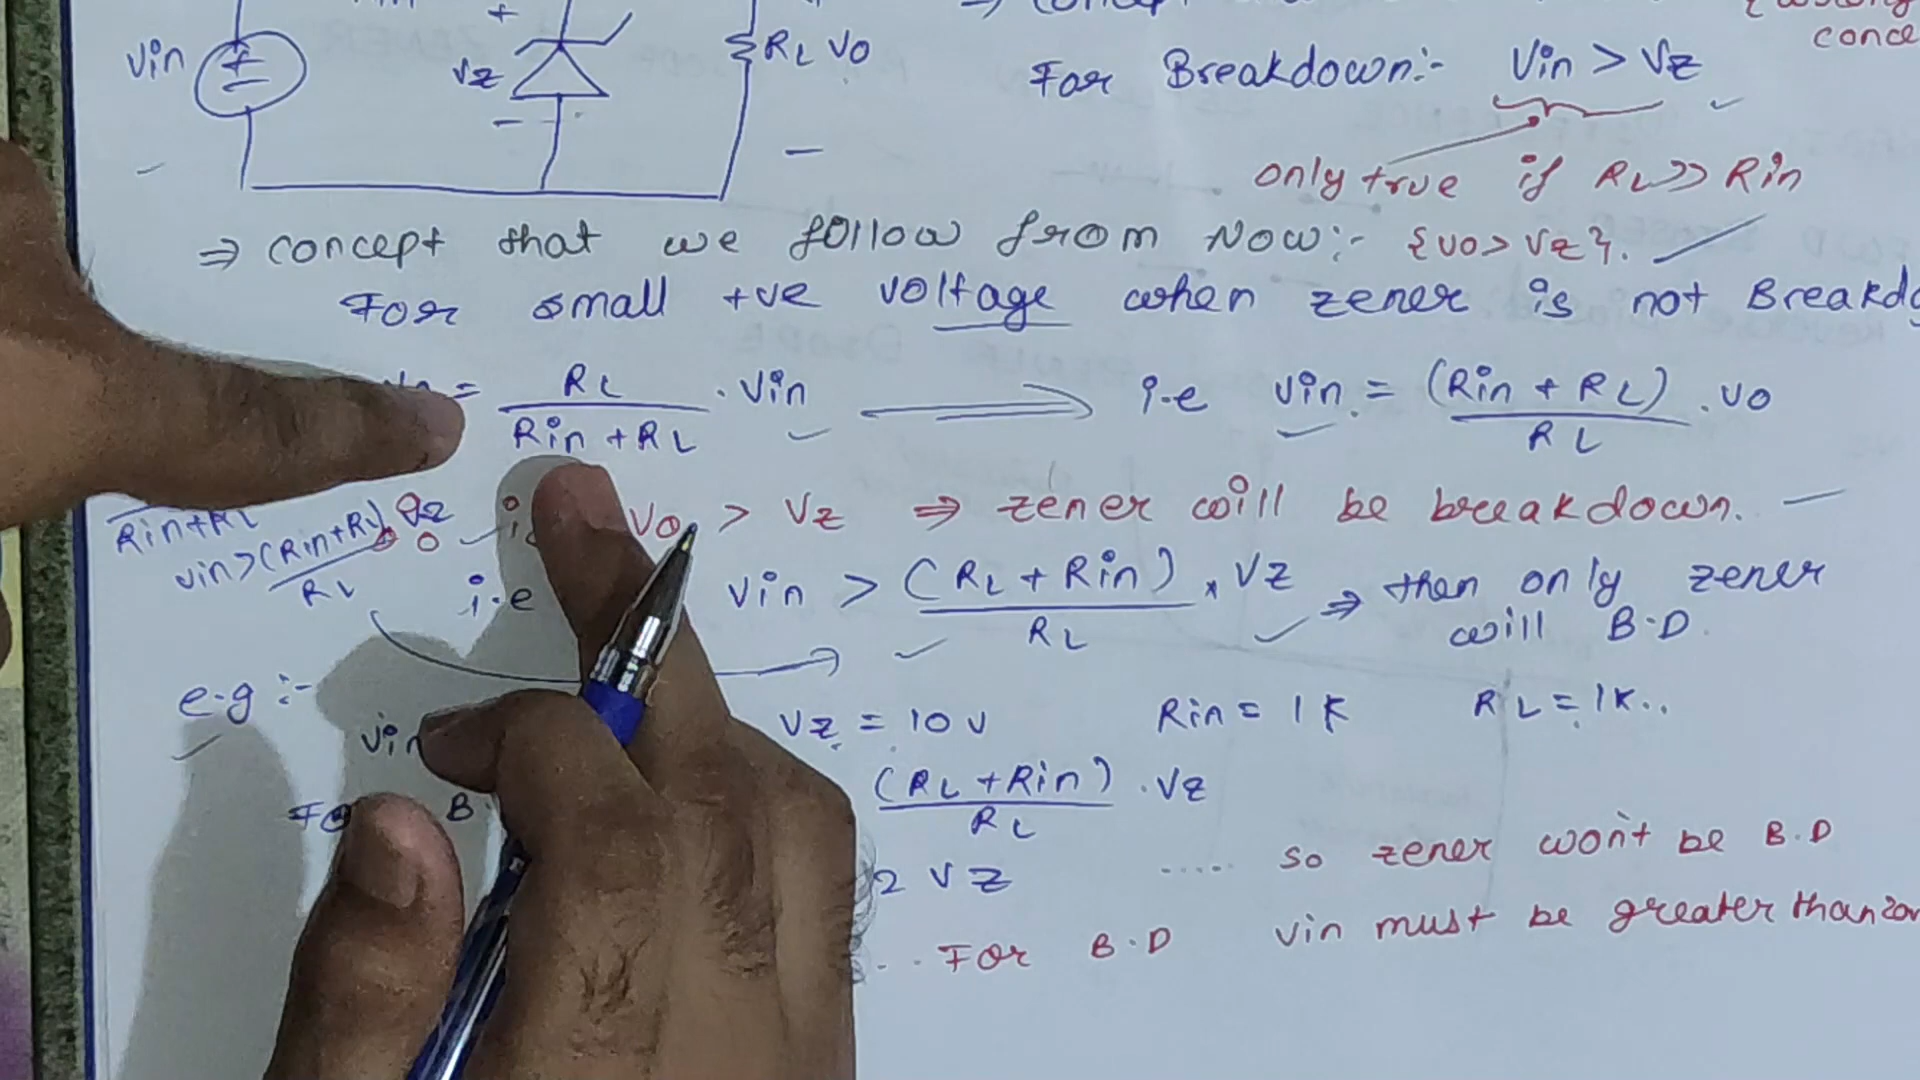 Vin
+
Vz
RL Vo
⇒ concept
conce
For Breakdown:- Vin > Vz
only true if RL >> Rin
⇒ concept that we follow from Now:- {Vo > Vz}.
For small +ve voltage when zener is not Breakdo
= RL / Rin + RL . Vin ⇒ i.e Vin = (Rin + RL) / RL . Vo
Rin+RL
Vin > (Rin+RL) / RL
Vo > Vz ⇒ zener will be breakdown.
i.e Vin > (RL + Rin) / RL × Vz ⇒ then only zener
will B.D.
e.g :-
Vin Vz = 10 V Rin = 1 K RL = 1K..
B (RL + Rin) / RL . Vz
2 Vz ..... so zener won't be B.D
.. For B.D Vin must be greater than 20v